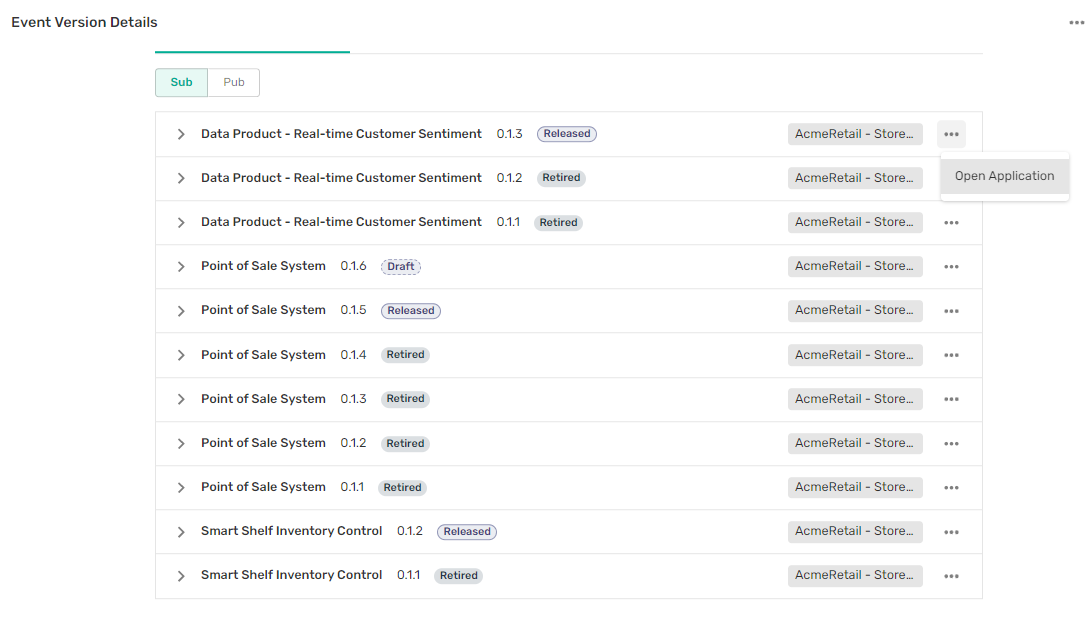 Event Version Details
Sub Pub
Data Product - Real-time Customer Sentiment 0.1.3 Released AcmeRetail - Store...
Data Product - Real-time Customer Sentiment 0.1.2 Retired AcmeRetail - Store... Open Application
Data Product - Real-time Customer Sentiment 0.1.1 Retired AcmeRetail - Store...
Point of Sale System 0.1.6 Draft AcmeRetail - Store...
Point of Sale System 0.1.5 Released AcmeRetail - Store...
Point of Sale System 0.1.4 Retired AcmeRetail - Store...
Point of Sale System 0.1.3 Retired AcmeRetail - Store...
Point of Sale System 0.1.2 Retired AcmeRetail - Store...
Point of Sale System 0.1.1 Retired AcmeRetail - Store...
Smart Shelf Inventory Control 0.1.2 Released AcmeRetail - Store...
Smart Shelf Inventory Control 0.1.1 Retired AcmeRetail - Store...